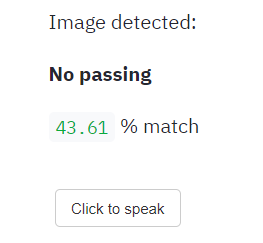 Image detected:
No passing
43.61 % match
Click to speak